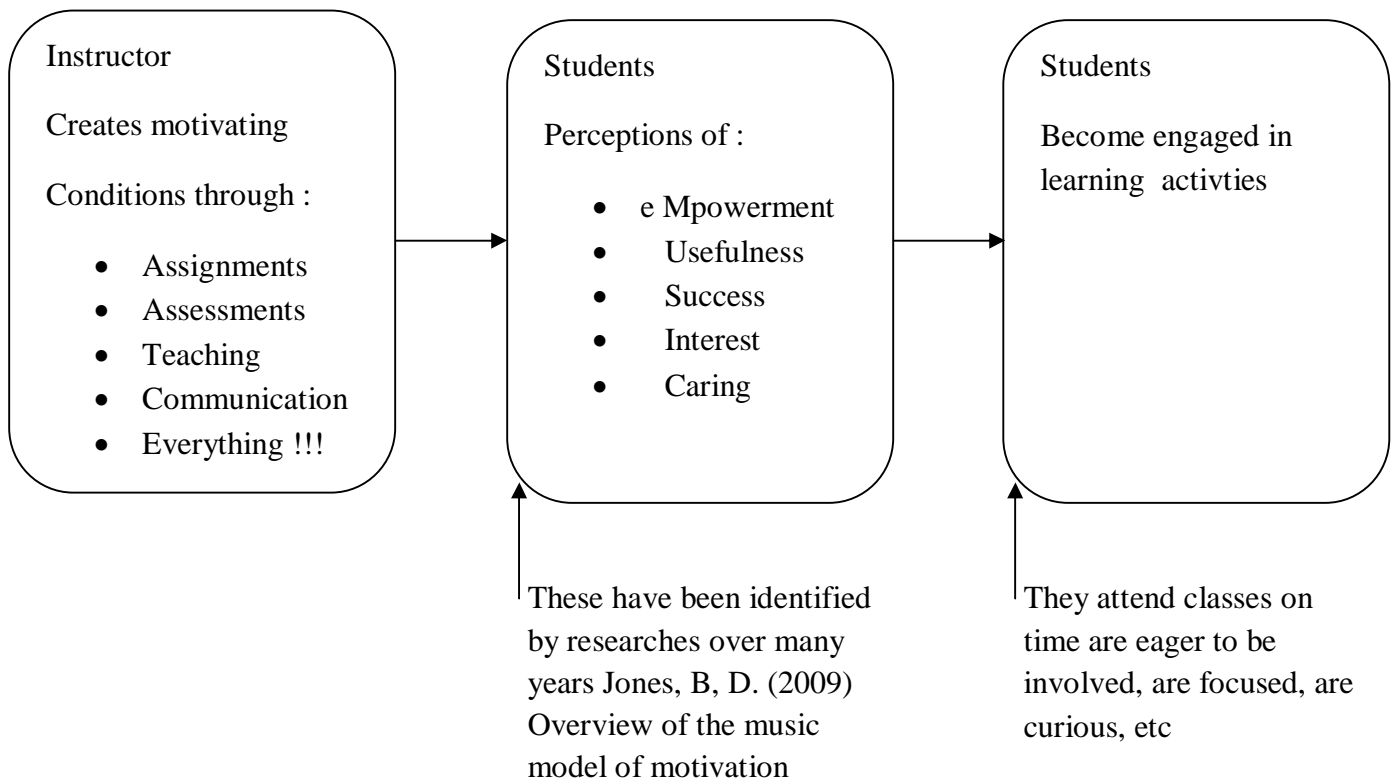 Instructor
Creates motivating
Conditions through :
• Assignments
• Assessments
• Teaching
• Communication
• Everything !!!
Students
Perceptions of :
• e Mpowerment
• Usefulness
• Success
• Interest
• Caring
Students
Become engaged in
learning activties
These have been identified
by researches over many
years Jones, B, D. (2009)
Overview of the music
model of motivation
They attend classes on
time are eager to be
involved, are focused, are
curious, etc